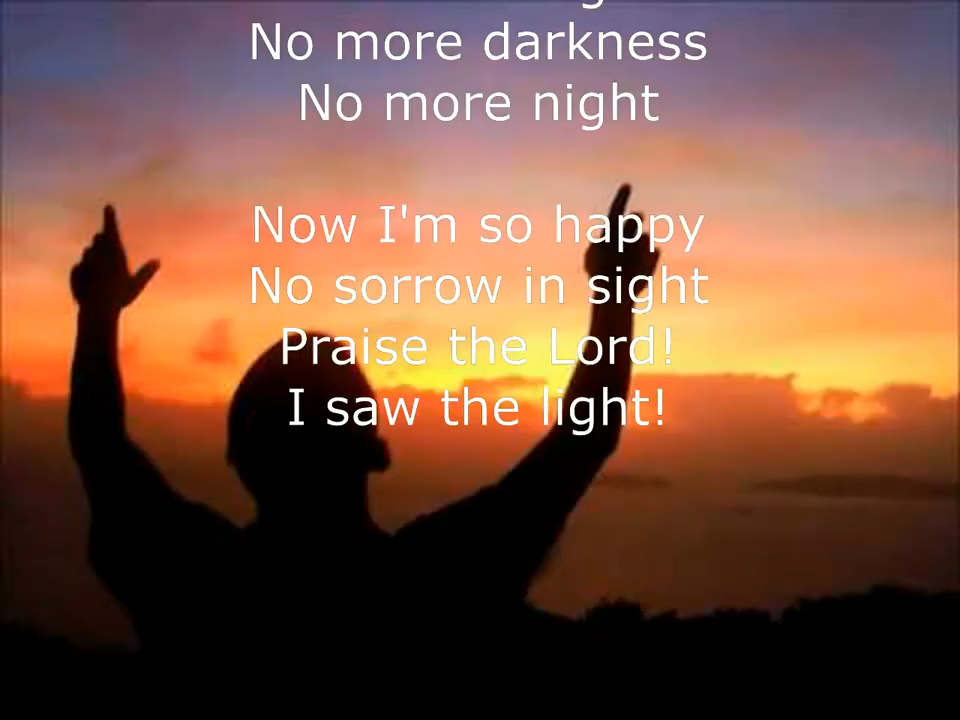 No more darkness
No more night
Now I'm so happy
No sorrow in sight
Praise the Lord!
I saw the light!